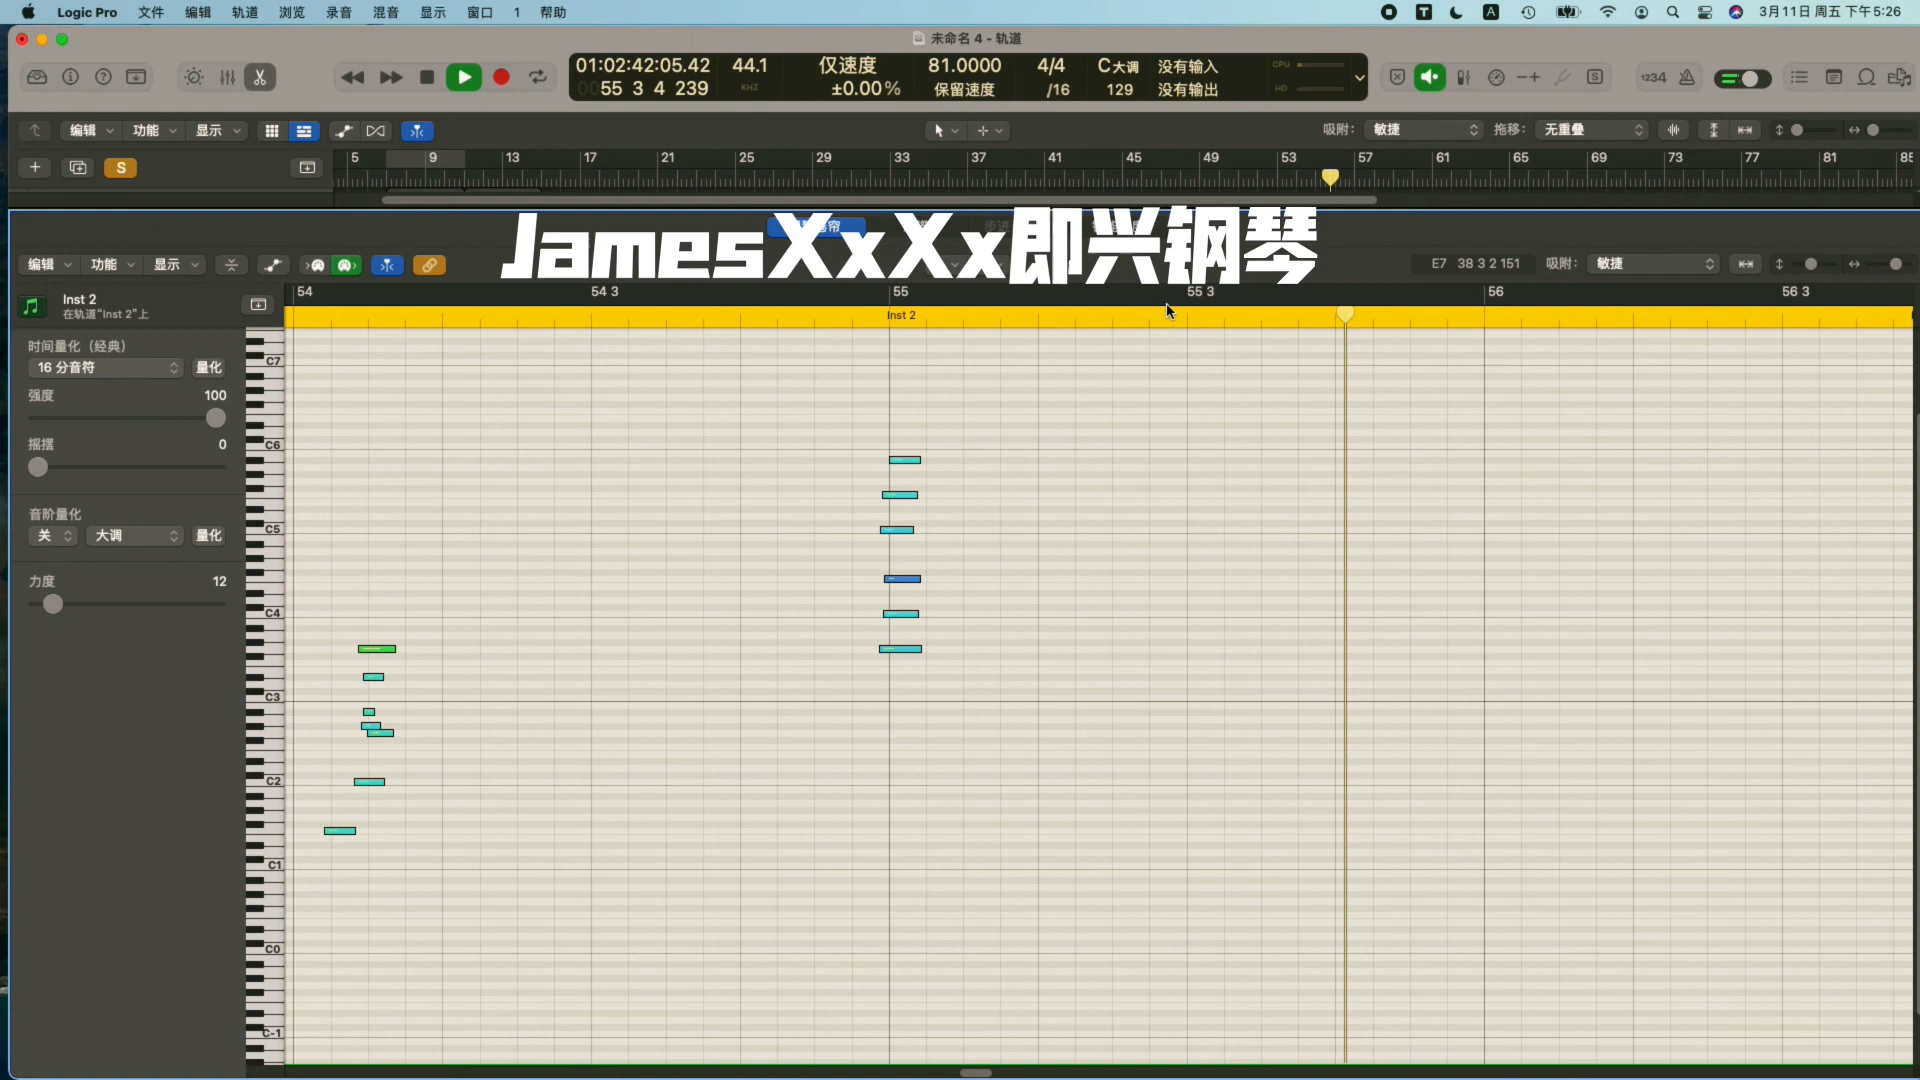 Logic Pro 文件 编辑 轨道 浏览 录音 混音 显示 窗口 1 帮助
3月11日 周五 下午5:26
未命名 4 - 轨道
01:02:42:05.42 44.1 仅速度 81.0000 4/4 C大调 没有输入 CPU
KHZ
0055 3 4 239 ±0.00% 保留速度 /16 129 没有输出 HD
1234
编辑 功能 显示
吸附: 敏捷 拖移: 无重叠
S
5 9 13 17 21 25 29 33 37 41 45 49 53 57 61 65 69 73 77 81 85
JamesXxXx即兴钢琴
编辑 功能 显示
E7 38 3 2 151 吸附: 敏捷
54 54 3 55 55 3 56 56 3
Inst 2
在轨道“Inst 2”上
Inst 2
时间量化（经典）
16 分音符 量化
强度 100
摇摆 0
音阶量化
关 大调 量化
力度 12
C7
C6
C5
C4
C3
C2
C1
C0
C-1